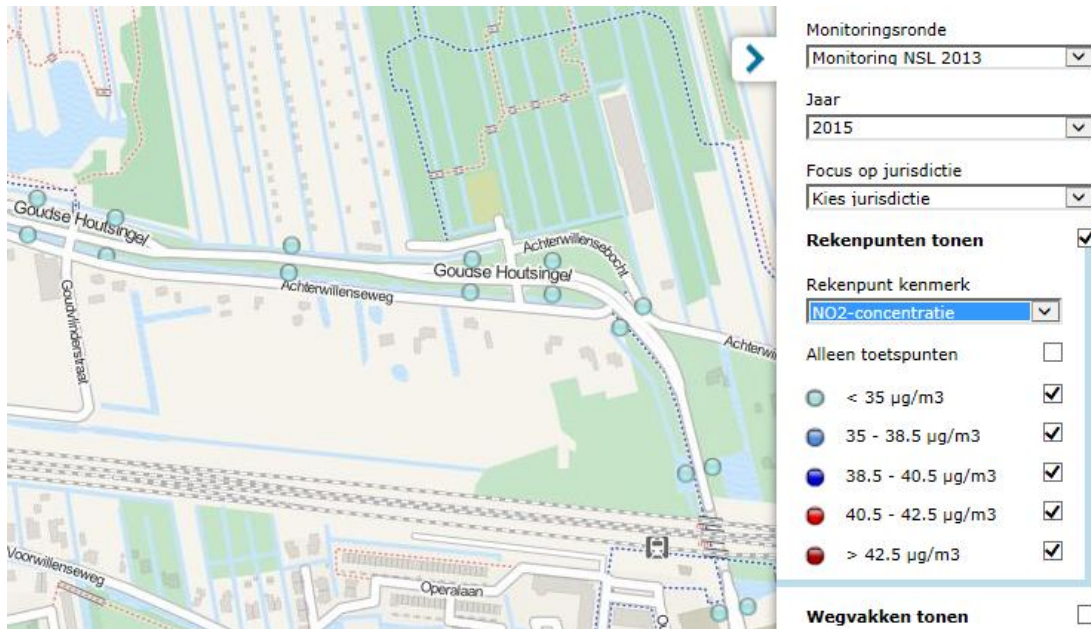 Goudse Houtsingel
Goudvlinderstraat
Achterwillenseweg
Goudse Houtsingel
Achterwillensebocht
Achterwi
Voorwillenseweg
Operalaan
Monitoringsronde
Monitoring NSL 2013
Jaar
2015
Focus op jurisdictie
Kies jurisdictie
Rekenpunten tonen
Rekenpunt kenmerk
NO2-concentratie
Alleen toetspunten
< 35 µg/m3
35 - 38.5 µg/m3
38.5 - 40.5 µg/m3
40.5 - 42.5 µg/m3
> 42.5 µg/m3
Wegvakken tonen